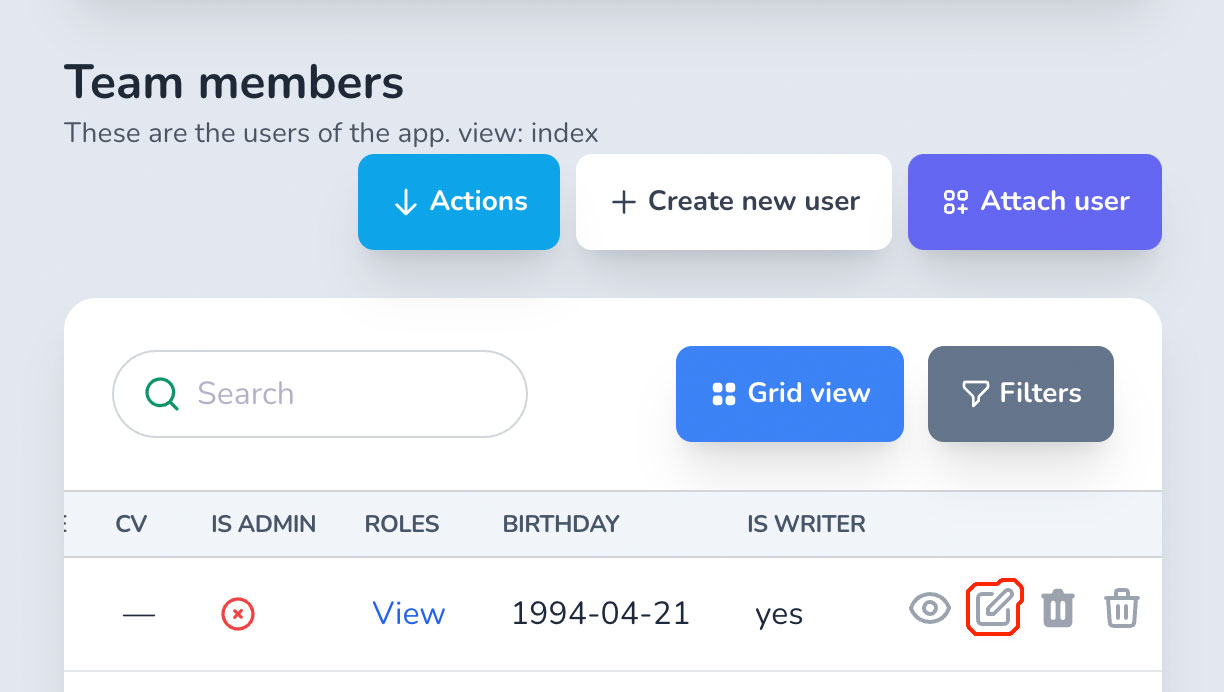 Team members
These are the users of the app. view: index
Actions
Create new user
Attach user
Search
Grid view
Filters
CV IS ADMIN ROLES BIRTHDAY IS WRITER
— View 1994-04-21 yes